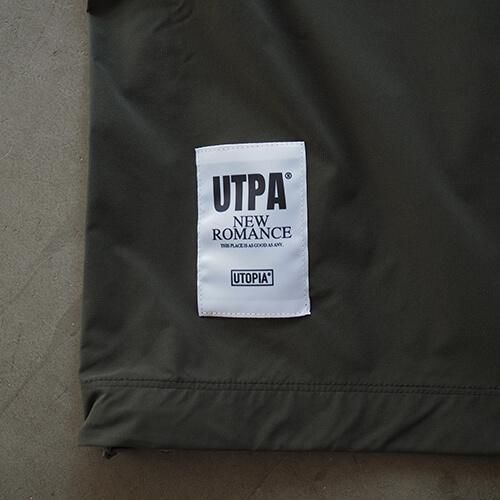 UTPA®
NEW
ROMANCE
THIS PLACE IS AS GOOD AS ANY.
UTOPIA®